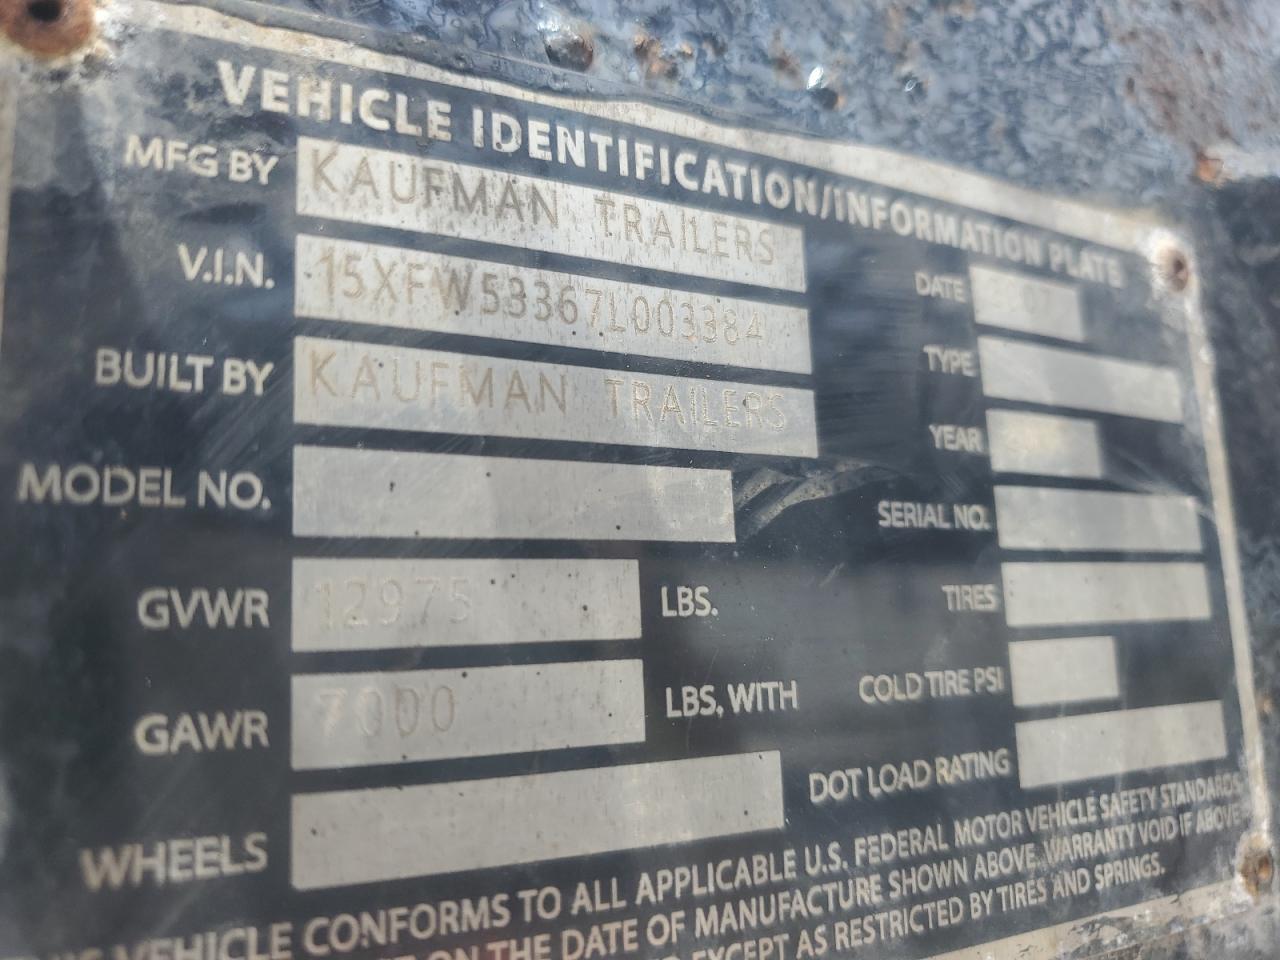 VEHICLE IDENTIFICATION/INFORMATION PLATE
MFG BY KAUFMAN TRAILERS
DATE
V.I.N. 15XFW53367L003384
TYPE
BUILT BY KAUFMAN TRAILERS
YEAR
MODEL NO.
SERIAL NO.
GVWR 12975 LBS.
TIRES
GAWR 7000 LBS, WITH
COLD TIRE PSI
WHEELS
DOT LOAD RATING
VEHICLE CONFORMS TO ALL APPLICABLE U.S. FEDERAL MOTOR VEHICLE SAFETY STANDARDS
ON THE DATE OF MANUFACTURE SHOWN ABOVE. WARRANTY VOID IF ABOVE
EXCEPT AS RESTRICTED BY TIRES AND SPRINGS.